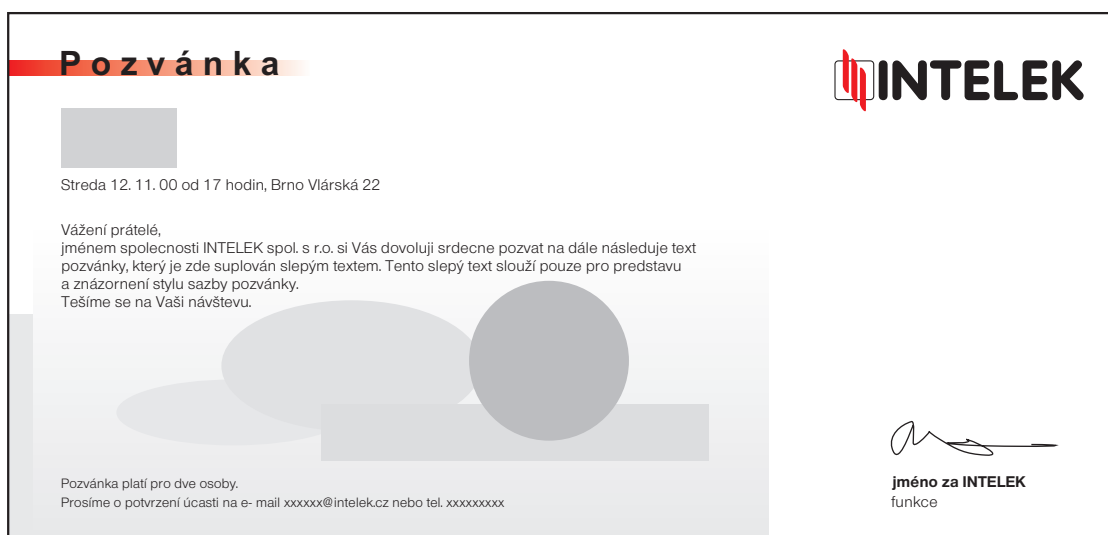 Pozvánka
INTELEK
Streda 12. 11. 00 od 17 hodin, Brno Vlárská 22
Vážení prátelé,
jménem spolecnosti INTELEK spol. s r.o. si Vás dovoluji srdecne pozvat na dále následuje text
pozvánky, který je zde suplován slepým textem. Tento slepý text slouží pouze pro predstavu
a znázornení stylu sazby pozvánky.
Tešíme se na Vaši návštevu.
Pozvánka platí pro dve osoby.
Prosíme o potvrzení úcasti na e- mail xxxxxx@intelek.cz nebo tel. xxxxxxxxx
jméno za INTELEK
funkce